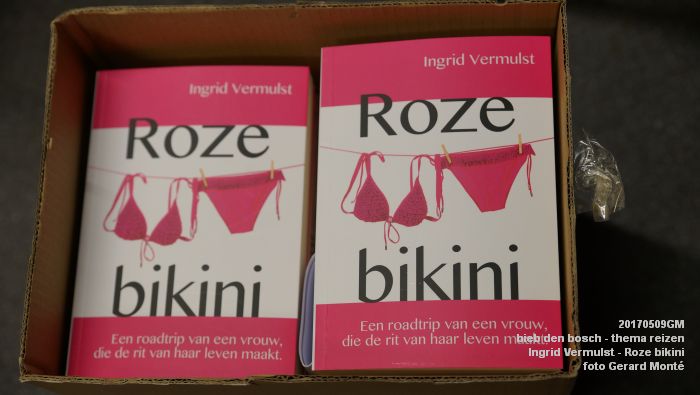 Ingrid Vermulst
Roze
bikini
Een roadtrip van een vrouw,
die de rit van haar leven maakt.
Ingrid Vermulst
Roze
bikini
Een roadtrip van een vrouw,
die de rit van haar leven maakt.
20170509GM
bieb den bosch - thema reizen
Ingrid Vermulst - Roze bikini
foto Gerard Monté